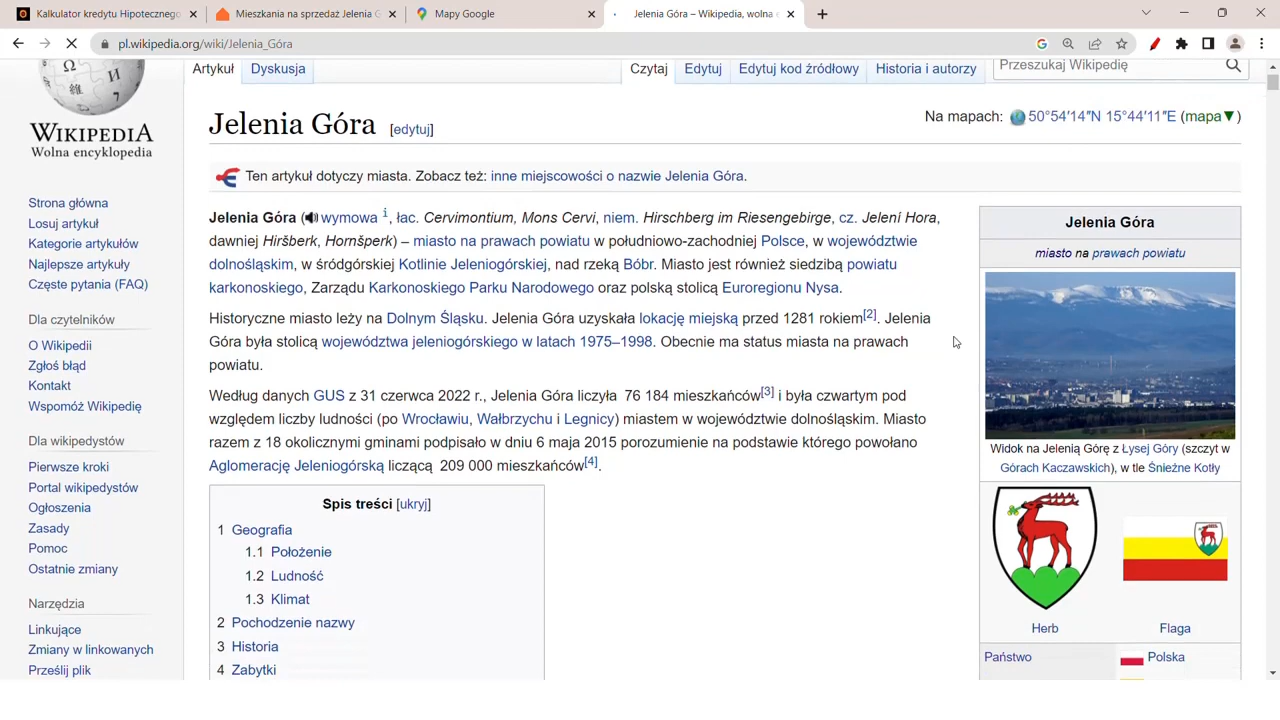 Kalkulator kredytu Hipotecznego
Mieszkania na sprzedaż Jelenia G
Mapy Google
Jelenia Góra – Wikipedia, wolna e
pl.wikipedia.org/wiki/Jelenia_Góra
Artykuł
Dyskusja
Czytaj
Edytuj
Edytuj kod źródłowy
Historia i autorzy
Przeszukaj Wikipedię
WIKIPEDIA
Wolna encyklopedia
Strona główna
Losuj artykuł
Kategorie artykułów
Najlepsze artykuły
Częste pytania (FAQ)
Dla czytelników
O Wikipedii
Zgłoś błąd
Kontakt
Wspomóż Wikipedię
Dla wikipedystów
Pierwsze kroki
Portal wikipedystów
Ogłoszenia
Zasady
Pomoc
Ostatnie zmiany
Narzędzia
Linkujące
Zmiany w linkowanych
Prześlij plik
Jelenia Góra [edytuj]
Na mapach: 50°54′14″N 15°44′11″E (mapa▼)
Ten artykuł dotyczy miasta. Zobacz też: inne miejscowości o nazwie Jelenia Góra.
Jelenia Góra (wymowa i, łac. Cervimontium, Mons Cervi, niem. Hirschberg im Riesengebirge, cz. Jelení Hora,
dawniej Hiršberk, Hornšperk) – miasto na prawach powiatu w południowo-zachodniej Polsce, w województwie
dolnośląskim, w śródgórskiej Kotlinie Jeleniogórskiej, nad rzeką Bóbr. Miasto jest również siedzibą powiatu
karkonoskiego, Zarządu Karkonoskiego Parku Narodowego oraz polską stolicą Euroregionu Nysa.
Historyczne miasto leży na Dolnym Śląsku. Jelenia Góra uzyskała lokację miejską przed 1281 rokiem[2]. Jelenia
Góra była stolicą województwa jeleniogórskiego w latach 1975–1998. Obecnie ma status miasta na prawach
powiatu.
Według danych GUS z 31 czerwca 2022 r., Jelenia Góra liczyła 76 184 mieszkańców[3] i była czwartym pod
względem liczby ludności (po Wrocławiu, Wałbrzychu i Legnicy) miastem w województwie dolnośląskim. Miasto
razem z 18 okolicznymi gminami podpisało w dniu 6 maja 2015 porozumienie na podstawie którego powołano
Aglomerację Jeleniogórską liczącą 209 000 mieszkańców[4].
Spis treści [ukryj]
1 Geografia
1.1 Położenie
1.2 Ludność
1.3 Klimat
2 Pochodzenie nazwy
3 Historia
4 Zabytki
Jelenia Góra
miasto na prawach powiatu
Widok na Jelenią Górę z Łysej Góry (szczyt w
Górach Kaczawskich), w tle Śnieżne Kotły
Herb
Flaga
Państwo
Polska